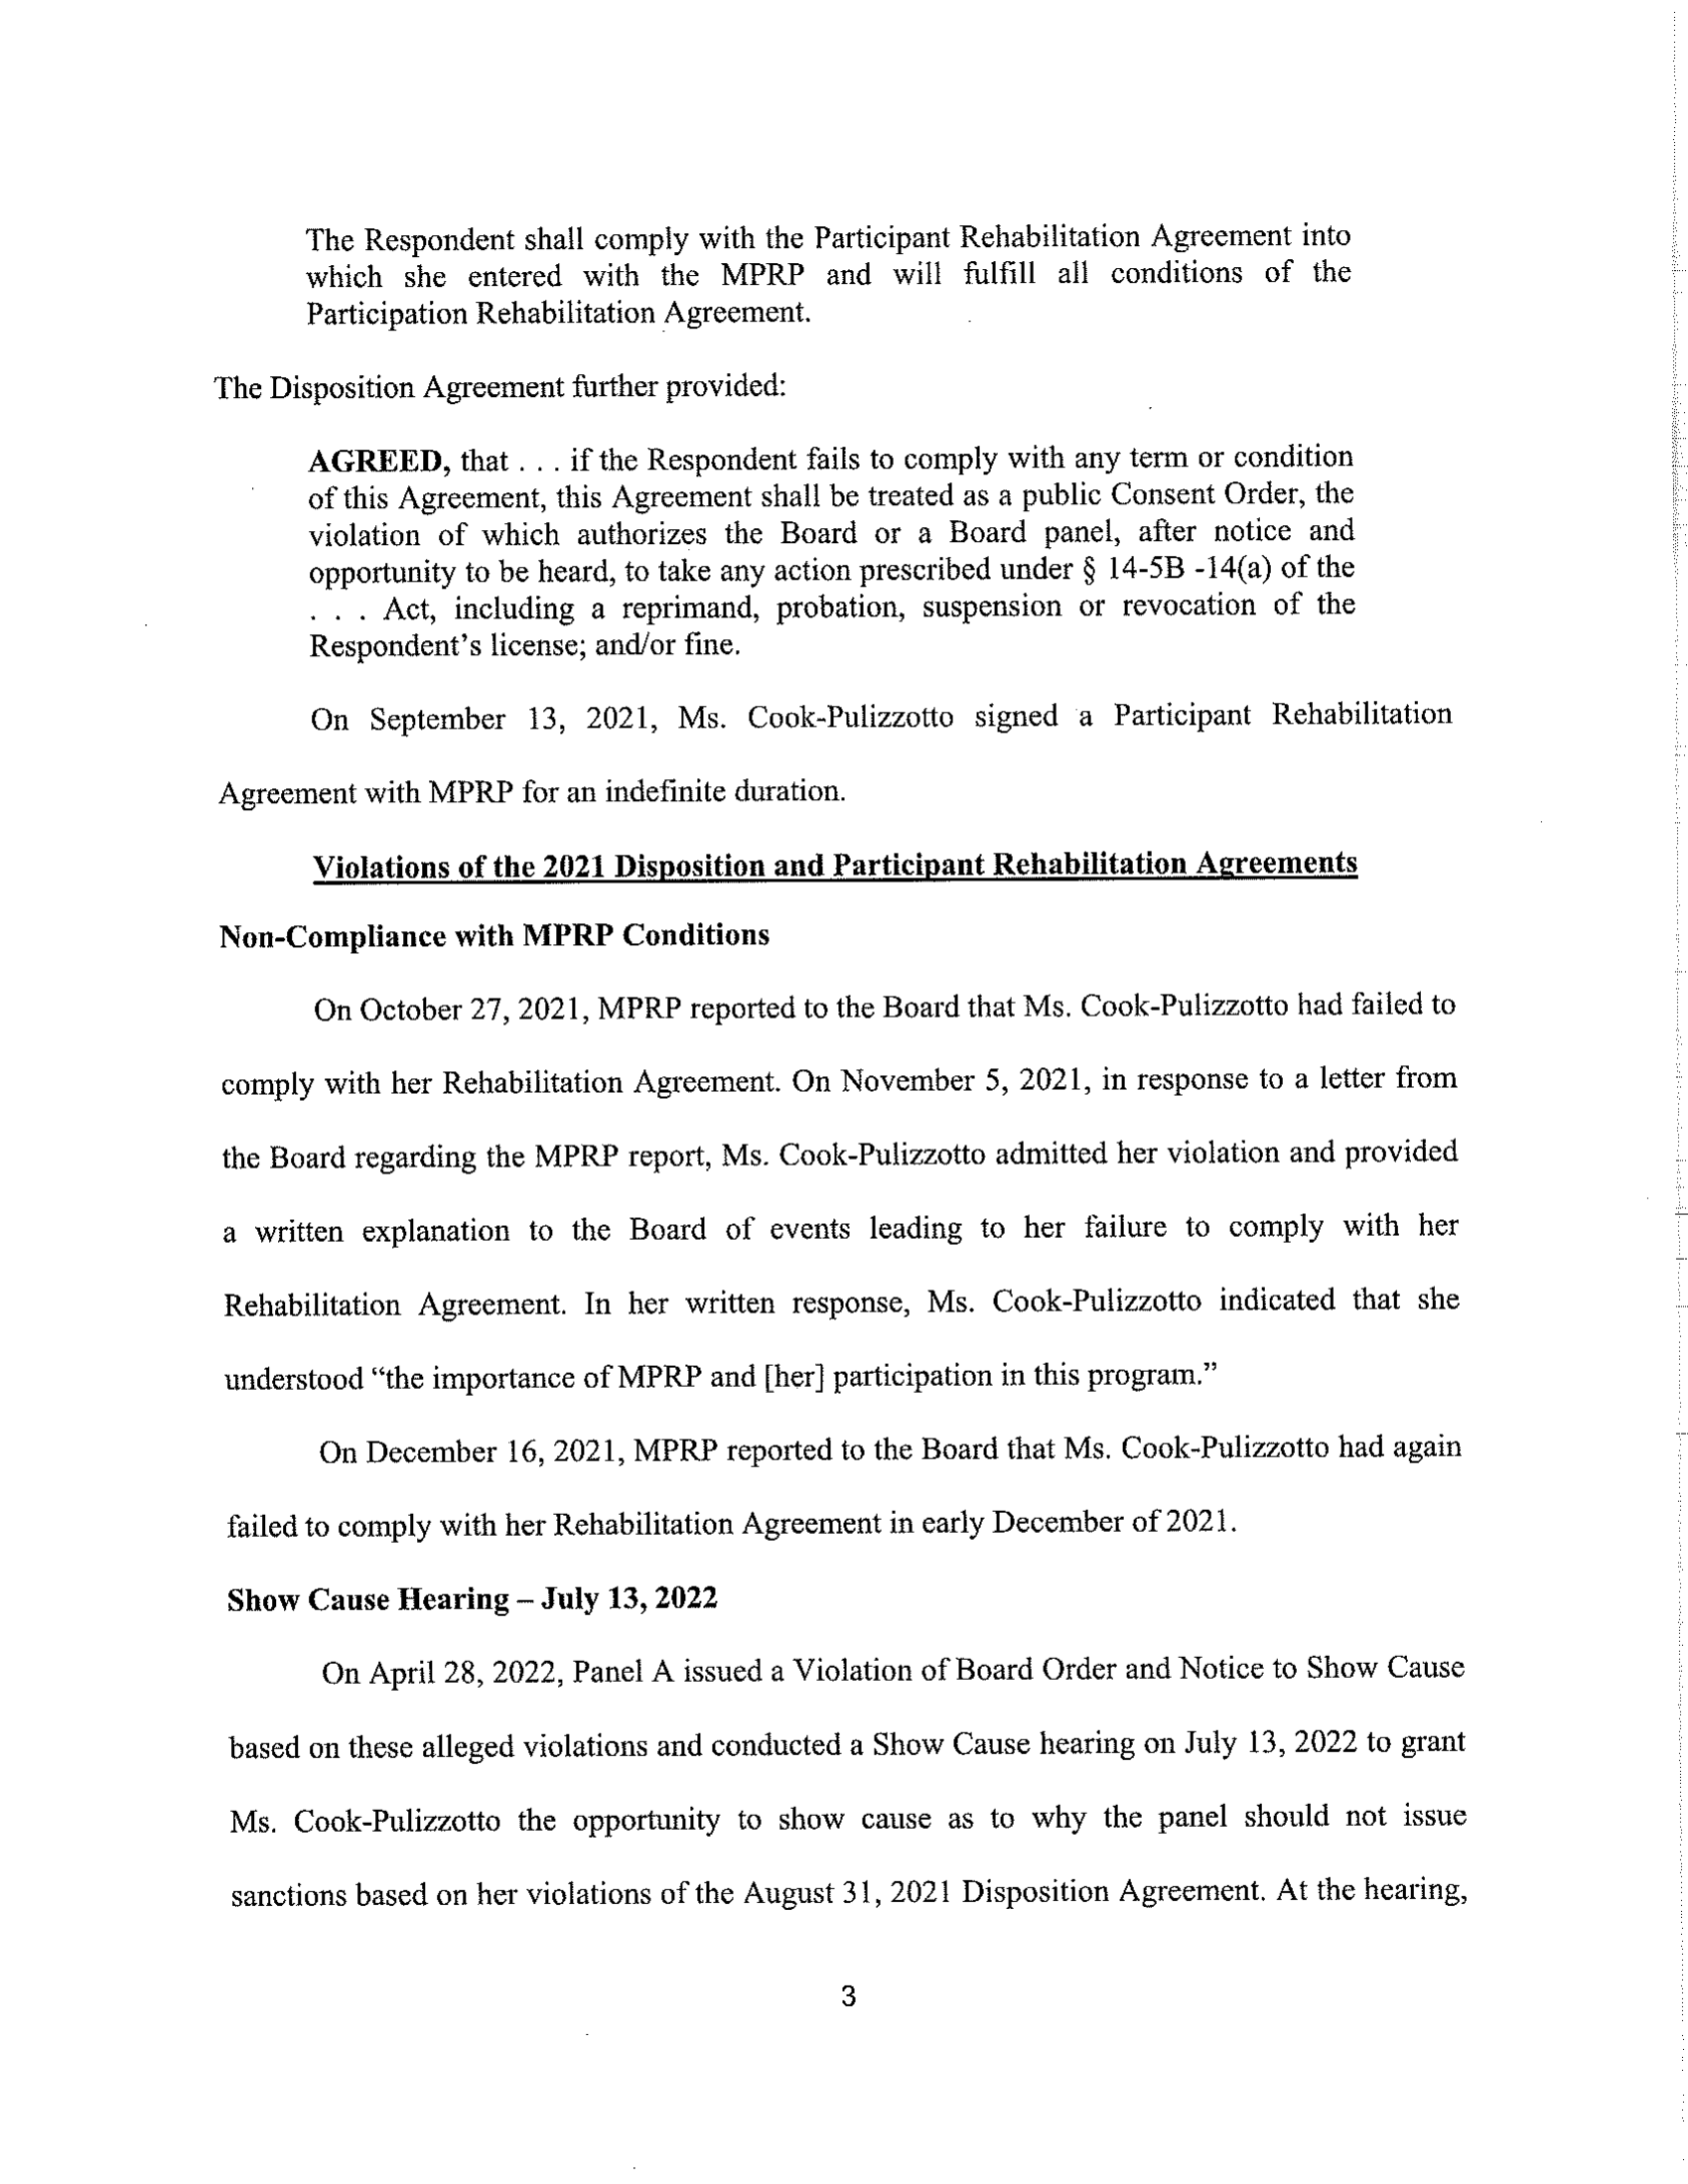 The Respondent shall comply with the Participant Rehabilitation Agreement into
which she entered with the MPRP and will fulfill all conditions of the
Participation Rehabilitation Agreement.
The Disposition Agreement further provided:
AGREED, that . . . if the Respondent fails to comply with any term or condition
of this Agreement, this Agreement shall be treated as a public Consent Order, the
violation of which authorizes the Board or a Board panel, after notice and
opportunity to be heard, to take any action prescribed under § 14-5B -14(a) of the
. . . Act, including a reprimand, probation, suspension or revocation of the
Respondent's license; and/or fine.
On September 13, 2021, Ms. Cook-Pulizzotto signed a Participant Rehabilitation
Agreement with MPRP for an indefinite duration.
Violations of the 2021 Disposition and Participant Rehabilitation Agreements
Non-Compliance with MPRP Conditions
On October 27, 2021, MPRP reported to the Board that Ms. Cook-Pulizzotto had failed to
comply with her Rehabilitation Agreement. On November 5, 2021, in response to a letter from
the Board regarding the MPRP report, Ms. Cook-Pulizzotto admitted her violation and provided
a written explanation to the Board of events leading to her failure to comply with her
Rehabilitation Agreement. In her written response, Ms. Cook-Pulizzotto indicated that she
understood “the importance of MPRP and [her] participation in this program.”
On December 16, 2021, MPRP reported to the Board that Ms. Cook-Pulizzotto had again
failed to comply with her Rehabilitation Agreement in early December of 2021.
Show Cause Hearing – July 13, 2022
On April 28, 2022, Panel A issued a Violation of Board Order and Notice to Show Cause
based on these alleged violations and conducted a Show Cause hearing on July 13, 2022 to grant
Ms. Cook-Pulizzotto the opportunity to show cause as to why the panel should not issue
sanctions based on her violations of the August 31, 2021 Disposition Agreement. At the hearing,
3